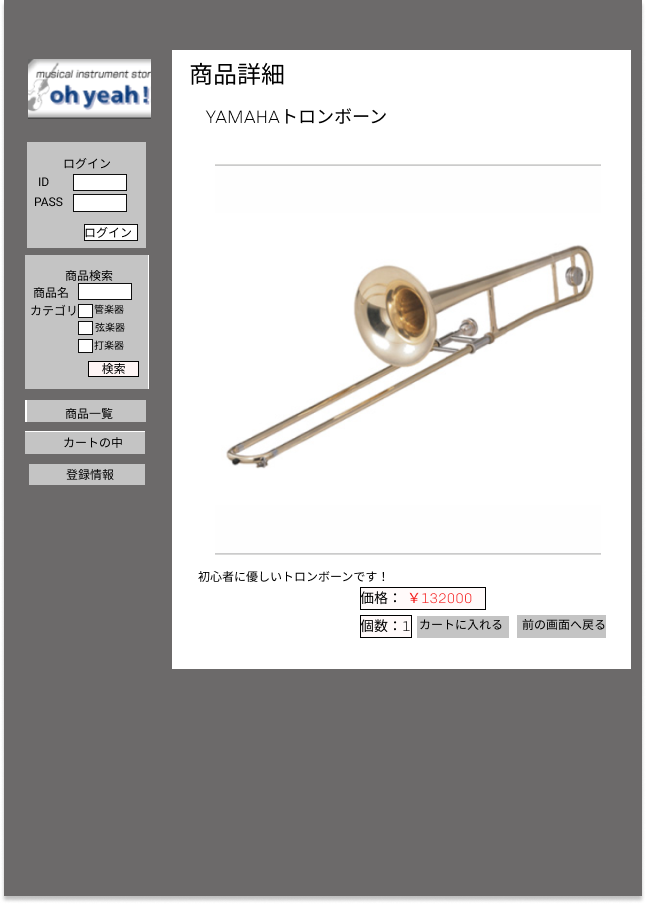 musical instrument stor
oh yeah!
ログイン
ID
PASS
ログイン
商品検索
商品名
カテゴリ
管楽器
弦楽器
打楽器
検索
商品一覧
カートの中
登録情報
商品詳細
YAMAHAトロンボーン
初心者に優しいトロンボーンです！
価格：￥132000
個数：1
カートに入れる
前の画面へ戻る